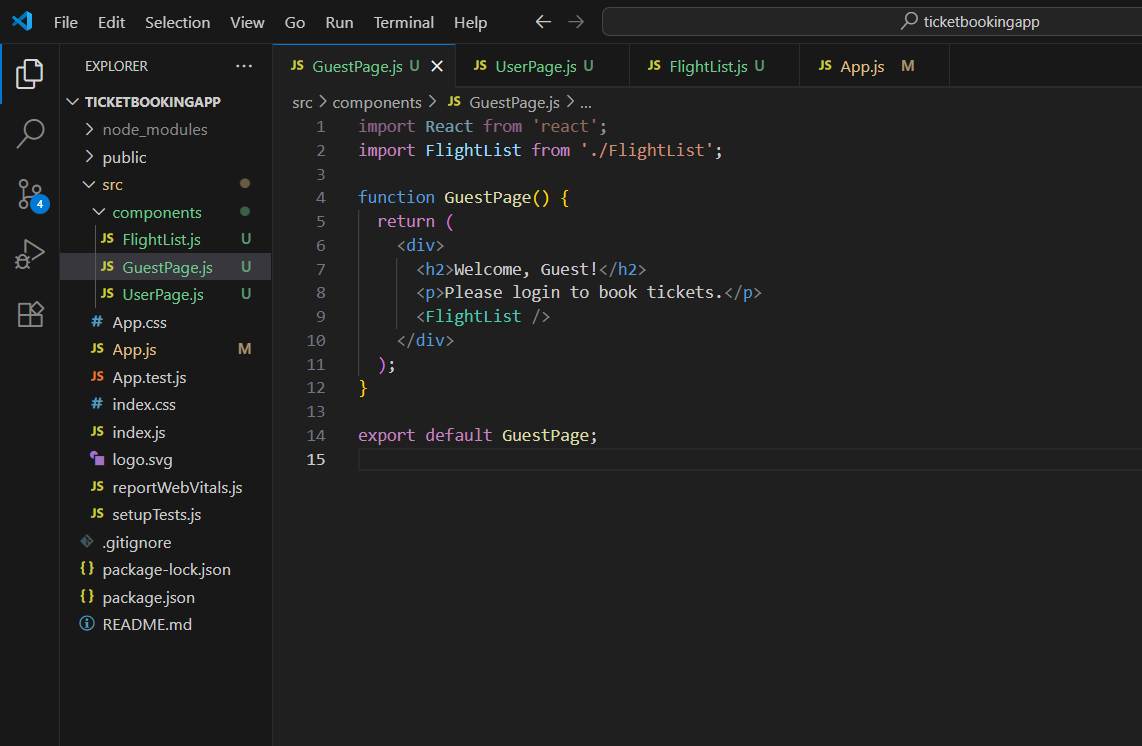 File Edit Selection View Go Run Terminal Help ticketbookingapp
EXPLORER
TICKETBOOKINGAPP
node_modules
public
src
components
JS FlightList.js U
JS GuestPage.js U
JS UserPage.js U
# App.css
JS App.js M
JS App.test.js
# index.css
JS index.js
logo.svg
JS reportWebVitals.js
JS setupTests.js
.gitignore
{} package-lock.json
{} package.json
README.md
4
JS GuestPage.js U JS UserPage.js U JS FlightList.js U JS App.js M
src > components > JS GuestPage.js > ...
1 import React from 'react';
2 import FlightList from './FlightList';
3
4 function GuestPage() {
5 return (
6 <div>
7 <h2>Welcome, Guest!</h2>
8 <p>Please login to book tickets.</p>
9 <FlightList />
10 </div>
11 );
12 }
13
14 export default GuestPage;
15